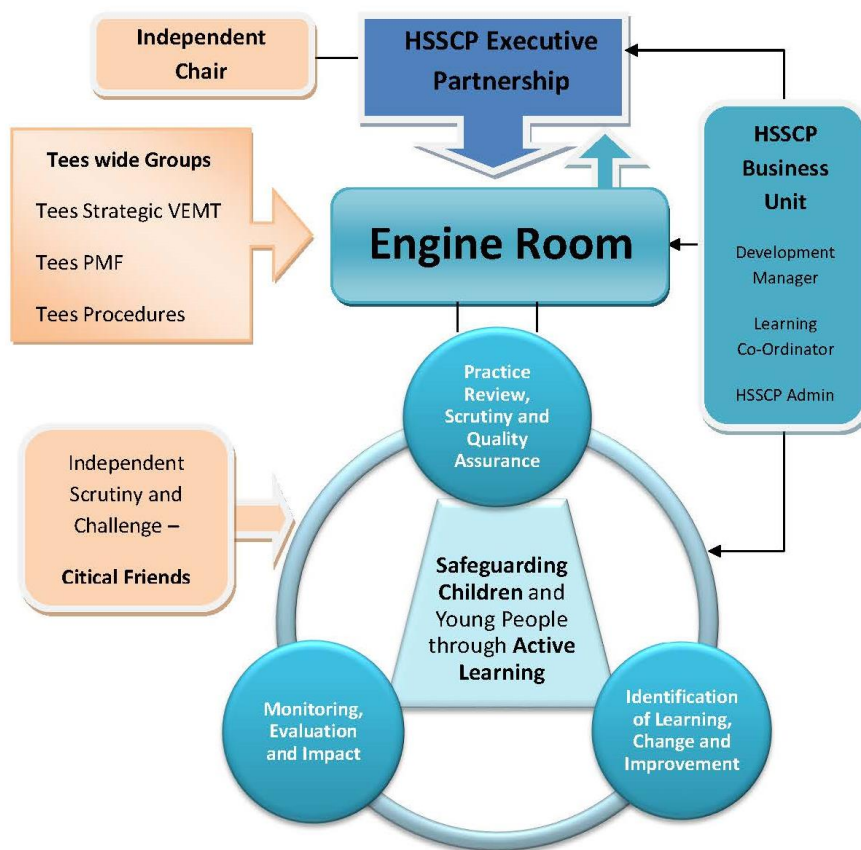 Independent
Chair
HSSCP Executive
Partnership
HSSCP
Business
Unit
Development
Manager
Learning
Co-Ordinator
HSSCP Admin
Tees wide Groups
Tees Strategic VEMT
Tees PMF
Tees Procedures
Engine Room
Practice
Review,
Scrutiny and
Quality
Assurance
Independent
Scrutiny and
Challenge –
Citical Friends
Safeguarding
Children and
Young People
through Active
Learning
Monitoring,
Evaluation
and Impact
Identification
of Learning,
Change and
Improvement